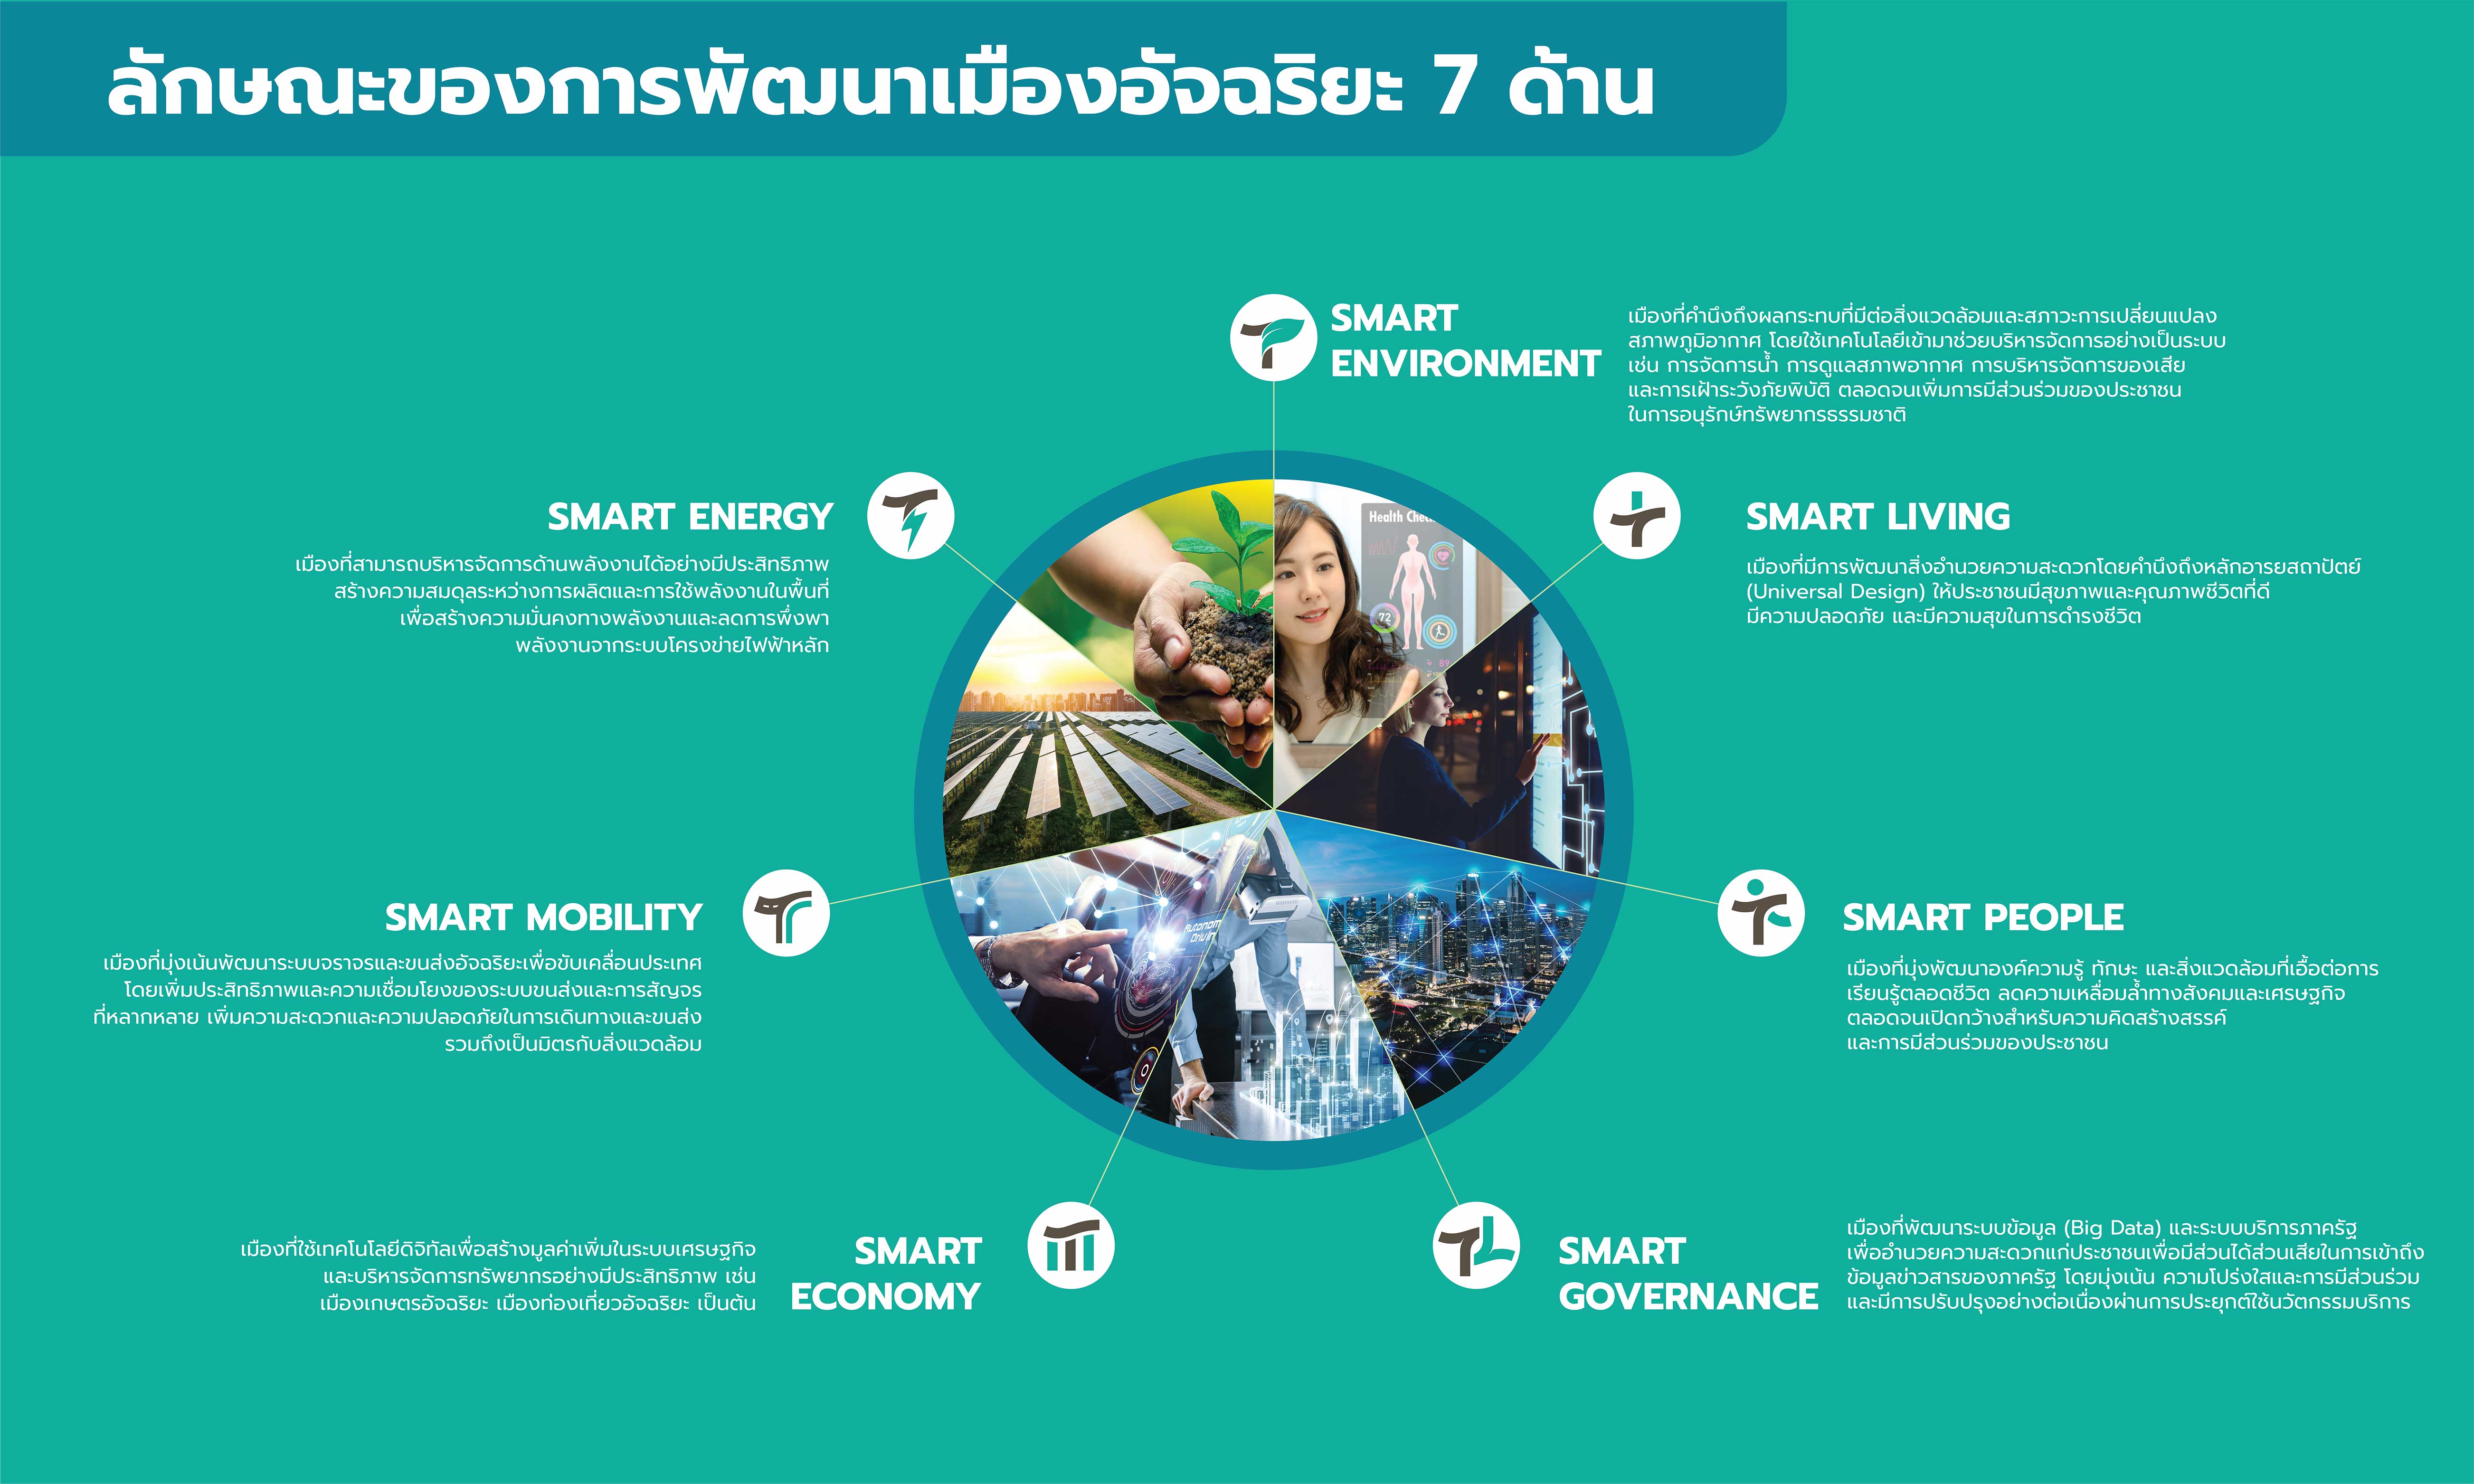 ลักษณะของการพัฒนาเมืองอัจฉริยะ 7 ด้าน
SMART
ENVIRONMENT
เมืองที่คำนึงถึงผลกระทบที่มีต่อสิ่งแวดล้อมและสภาวะการเปลี่ยนแปลง
สภาพภูมิอากาศ โดยใช้เทคโนโลยีเข้ามาช่วยบริหารจัดการอย่างเป็นระบบ
เช่น การจัดการน้ำ การดูแลสภาพอากาศ การบริหารจัดการของเสีย
และการเฝ้าระวังภัยพิบัติ ตลอดจนเพิ่มการมีส่วนร่วมของประชาชน
ในการอนุรักษ์ทรัพยากรธรรมชาติ
SMART LIVING
เมืองที่มีการพัฒนาสิ่งอำนวยความสะดวกโดยคำนึงถึงหลักอารยสถาปัตย์
(Universal Design) ให้ประชาชนมีสุขภาพและคุณภาพชีวิตที่ดี
มีความปลอดภัย และมีความสุขในการดำรงชีวิต
SMART PEOPLE
เมืองที่มุ่งพัฒนาองค์ความรู้ ทักษะ และสิ่งแวดล้อมที่เอื้อต่อการ
เรียนรู้ตลอดชีวิต ลดความเหลื่อมล้ำทางสังคมและเศรษฐกิจ
ตลอดจนเปิดกว้างสำหรับความคิดสร้างสรรค์
และการมีส่วนร่วมของประชาชน
SMART
GOVERNANCE
เมืองที่พัฒนาระบบข้อมูล (Big Data) และระบบบริการภาครัฐ
เพื่ออำนวยความสะดวกแก่ประชาชนเพื่อมีส่วนได้ส่วนเสียในการเข้าถึง
ข้อมูลข่าวสารของภาครัฐ โดยมุ่งเน้น ความโปร่งใสและการมีส่วนร่วม
และมีการปรับปรุงอย่างต่อเนื่องผ่านการประยุกต์ใช้นวัตกรรมบริการ
SMART
ECONOMY
เมืองที่ใช้เทคโนโลยีดิจิทัลเพื่อสร้างมูลค่าเพิ่มในระบบเศรษฐกิจ
และบริหารจัดการทรัพยากรอย่างมีประสิทธิภาพ เช่น
เมืองเกษตรอัจฉริยะ เมืองท่องเที่ยวอัจฉริยะ เป็นต้น
SMART MOBILITY
เมืองที่มุ่งเน้นพัฒนาระบบจราจรและขนส่งอัจฉริยะเพื่อขับเคลื่อนประเทศ
โดยเพิ่มประสิทธิภาพและความเชื่อมโยงของระบบขนส่งและการสัญจร
ที่หลากหลาย เพิ่มความสะดวกและความปลอดภัยในการเดินทางและขนส่ง
รวมถึงเป็นมิตรกับสิ่งแวดล้อม
SMART ENERGY
เมืองที่สามารถบริหารจัดการด้านพลังงานได้อย่างมีประสิทธิภาพ
สร้างความสมดุลระหว่างการผลิตและการใช้พลังงานในพื้นที่
เพื่อสร้างความมั่นคงทางพลังงานและลดการพึ่งพา
พลังงานจากระบบโครงข่ายไฟฟ้าหลัก
Health
72
89